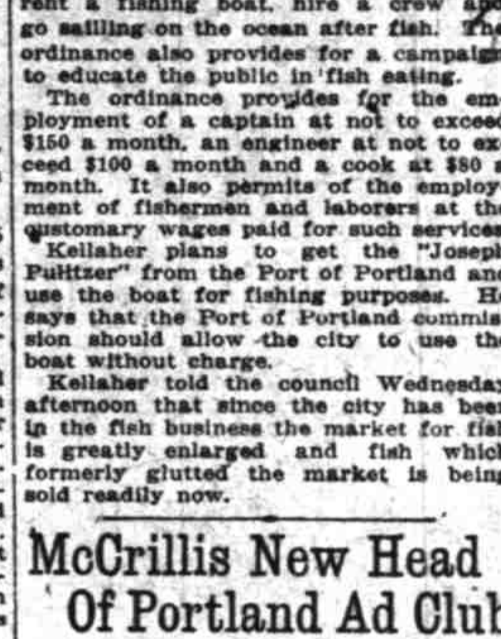 rent a fishing boat, hire a crew and
go sailling on the ocean after fish. The
ordinance also provides for a campaign
to educate the public in fish eating.
The ordinance provides for the em-
ployment of a captain at not to exceed
$150 a month, an engineer at not to ex-
ceed $100 a month and a cook at $80 a
month. It also permits of the employ-
ment of fishermen and laborers at the
customary wages paid for such services.
Kellaher plans to get the "Joseph
Pulitzer" from the Port of Portland and
use the boat for fishing purposes. He
says that the Port of Portland commis-
sion should allow the city to use the
boat without charge.
Kellaher told the council Wednesday
afternoon that since the city has been
in the fish business the market for fish
is greatly enlarged and fish which
formerly glutted the market is being
sold readily now.
McCrillis New Head
Of Portland Ad Club